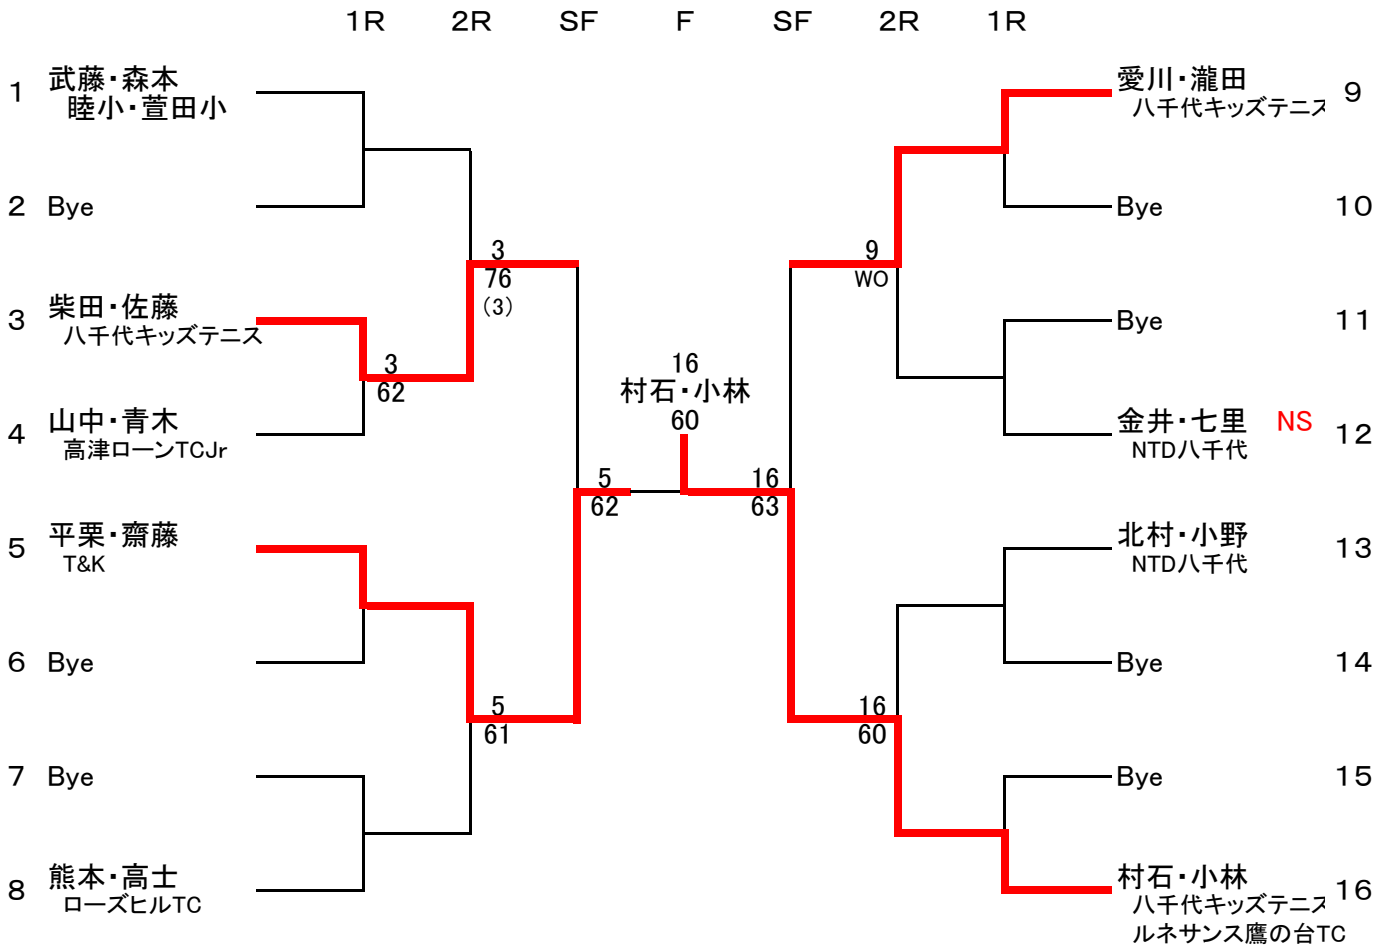 1R 2R SF F SF 2R 1R
1 武藤・森本
睦小・萱田小
2 Bye
3 柴田・佐藤
八千代キッズテニス
4 山中・青木
高津ローンTCJr
5 平栗・齋藤
T&K
6 Bye
7 Bye
8 熊本・高士
ローズヒルTC
3
62
3
76
(3)
5
61
5
62
16
村石・小林
60
16
63
9
WO
16
60
愛川・瀧田 9
八千代キッズテニス
Bye 10
Bye 11
金井・七里 NS 12
NTD八千代
北村・小野 13
NTD八千代
Bye 14
Bye 15
村石・小林 16
八千代キッズテニス
ルネサンス鷹の台TC